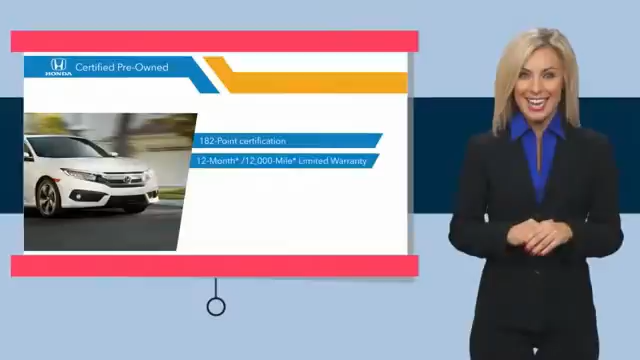 HONDA
Certified Pre-Owned
182-Point certification
12-Month* /12,000-Mile* Limited Warranty